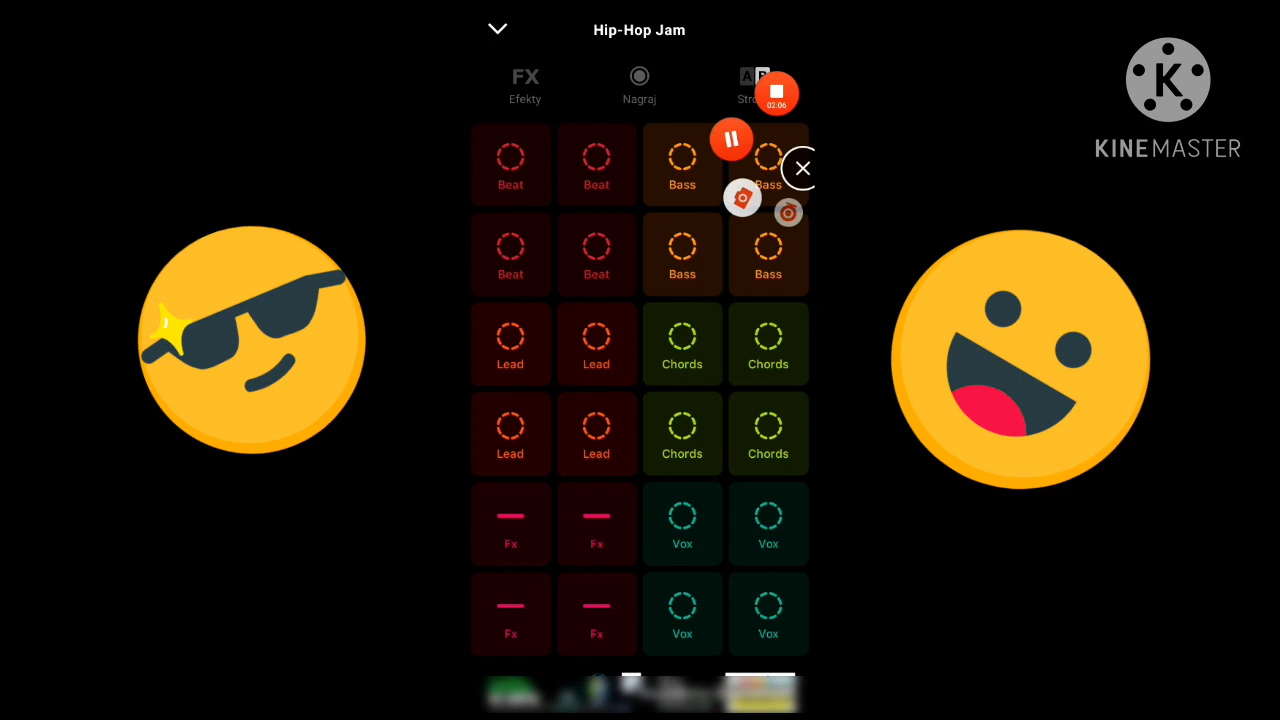 Hip-Hop Jam
FX
Efekty
Nagraj
A B
02:06
Beat
Beat
Bass
Bass
Beat
Beat
Bass
Bass
Lead
Lead
Chords
Chords
Lead
Lead
Chords
Chords
Fx
Fx
Vox
Vox
Fx
Fx
Vox
Vox
K
KINEMASTER